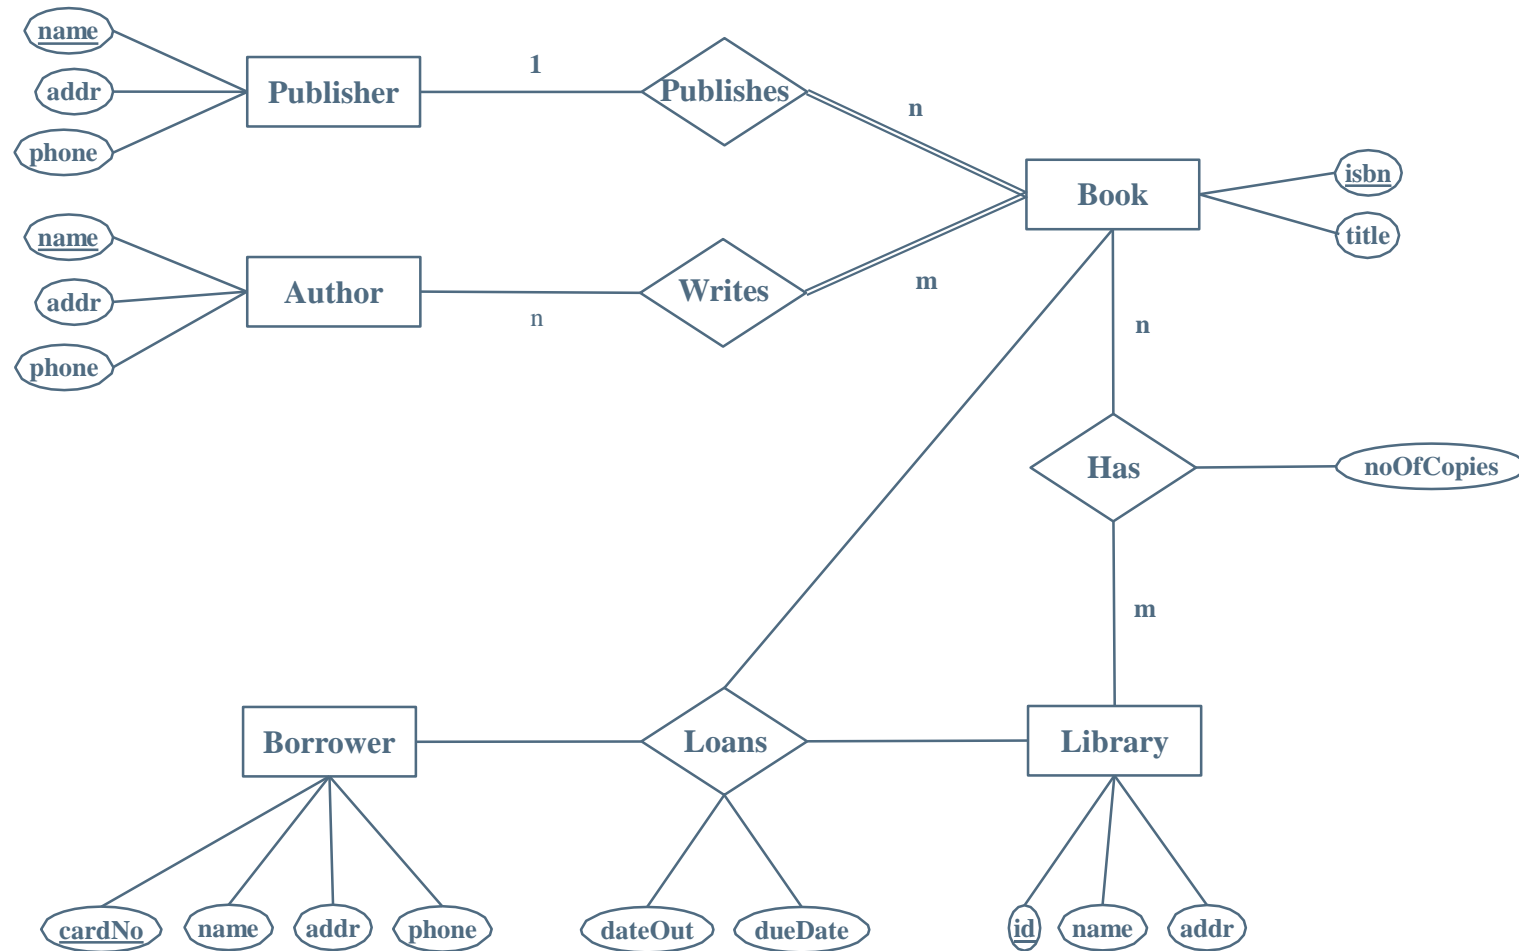 name
addr
phone
Publisher
1
Publishes
n
Book
isbn
title
name
addr
phone
Author
n
Writes
m
n
Has
noOfCopies
m
Borrower
Loans
Library
cardNo
name
addr
phone
dateOut
dueDate
id
name
addr